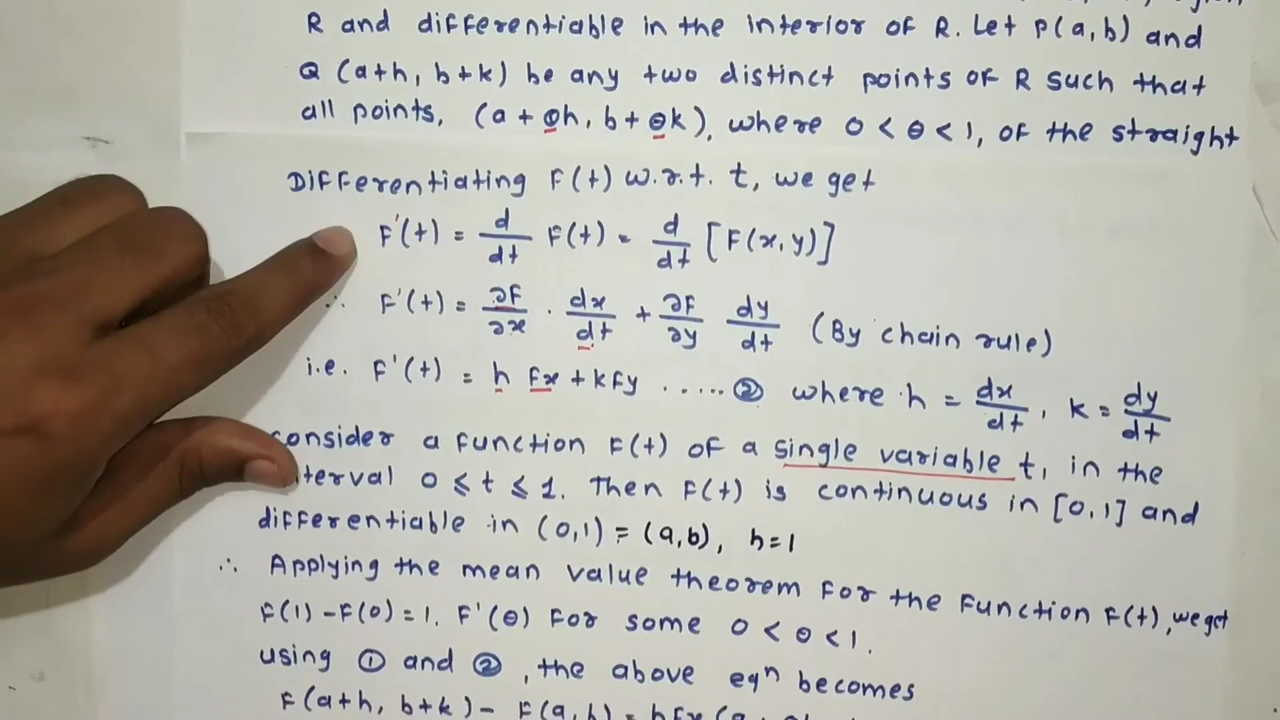 R and differentiable in the interior of R. Let P(a,b) and
Q (a+h, b+k) be any two distinct points of R such that
all points, (a + θh, b + θk), where 0 < θ < 1, of the straight
Differentiating F(t) w.r.t. t, we get
F'(t) = d/dt F(t) = d/dt [F(x,y)]
∴ F'(t) = ∂F/∂x · dx/dt + ∂F/∂y dy/dt (By chain rule)
i.e. F'(t) = h Fx + k Fy ..... ② where h = dx/dt, k = dy/dt
consider a function F(t) of a single variable t, in the
terval 0 ≤ t ≤ 1. Then F(t) is continuous in [0,1] and
differentiable in (0,1) = (a,b), h=1
∴ Applying the mean value theorem for the function F(t), we get
F(1) - F(0) = 1. F'(θ) for some 0 < θ < 1.
using ① and ②, the above eqⁿ becomes
F(a+h, b+k) - F(a,b) = hFx (a